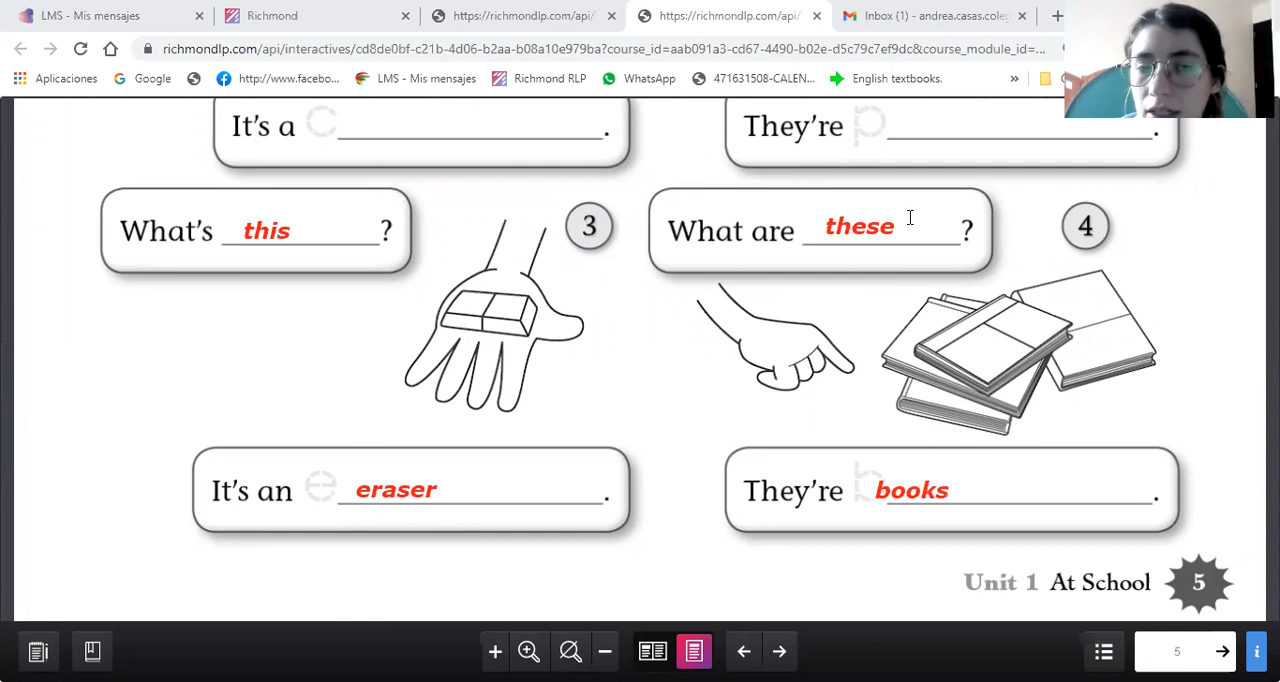 LMS - Mis mensajes
Richmond
https://richmondlp.com/api/
https://richmondlp.com/api/
Inbox (1) - andrea.casas.cole
richmondlp.com/api/interactives/cd8de0bf-c21b-4d06-b2aa-b08a10e979ba?course_id=aab091a3-cd67-4490-b02e-d5c79c7ef9dc&course_module_id=...
Aplicaciones
Google
http://www.facebo...
LMS - Mis mensajes
Richmond RLP
WhatsApp
471631508-CALEN...
English textbooks.
»
It's a c .
They're p .
What's this ?
3
What are these ?
4
It's an e eraser .
They're b books .
Unit 1 At School 5
5